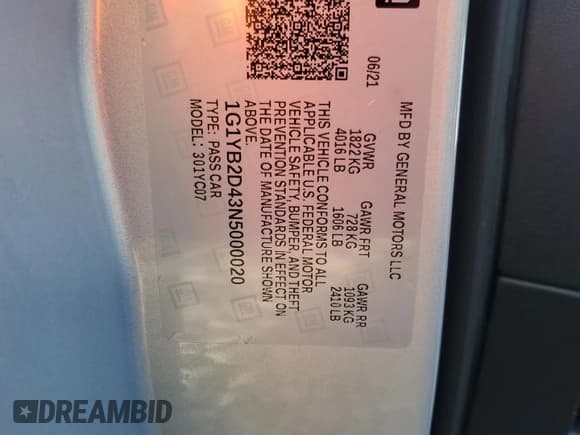 MFD BY GENERAL MOTORS LLC
06/21 GVWR GAWR FRT GAWR RR
1822 KG 728 KG 1093 KG
4016 LB 1606 LB 2410 LB
THIS VEHICLE CONFORMS TO ALL
APPLICABLE U.S. FEDERAL MOTOR
VEHICLE SAFETY, BUMPER, AND THEFT
PREVENTION STANDARDS IN EFFECT ON
THE DATE OF MANUFACTURE SHOWN
ABOVE.
1G1YB2D43N5000020
TYPE: PASS CAR
MODEL: 301YC07
DREAMBID